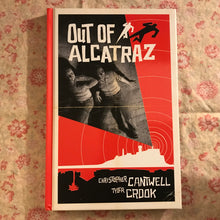 OUT OF
ALCATRAZ
CHRISTOPHER CANTWELL
TYLER CROOK